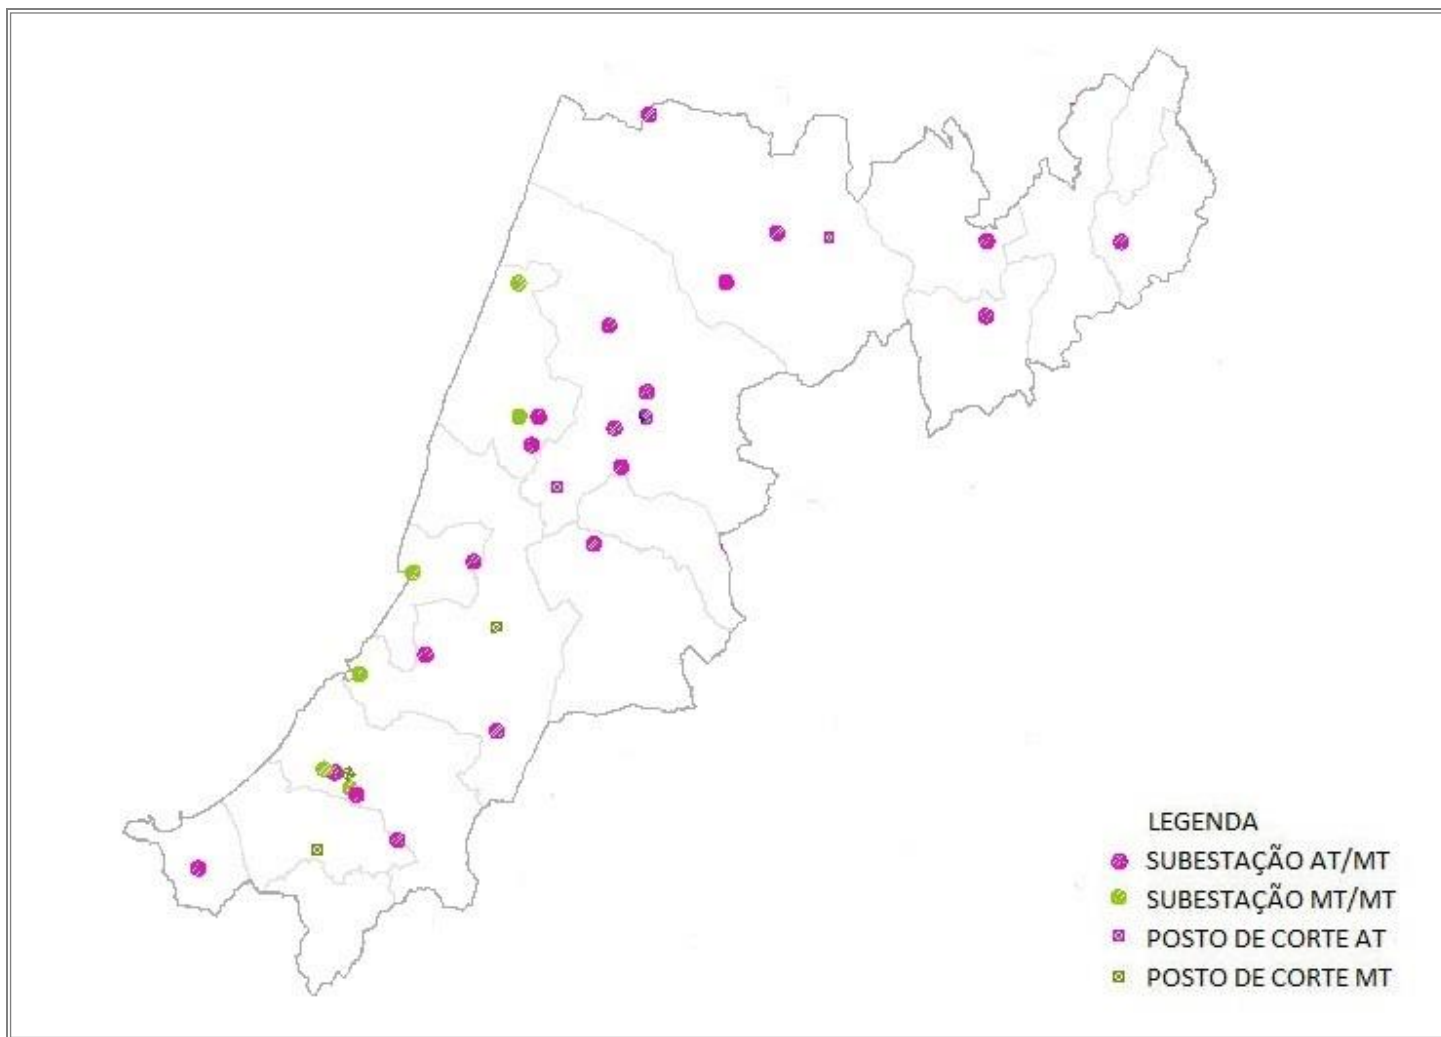 LEGENDA
SUBESTAÇÃO AT/MT
SUBESTAÇÃO MT/MT
POSTO DE CORTE AT
POSTO DE CORTE MT